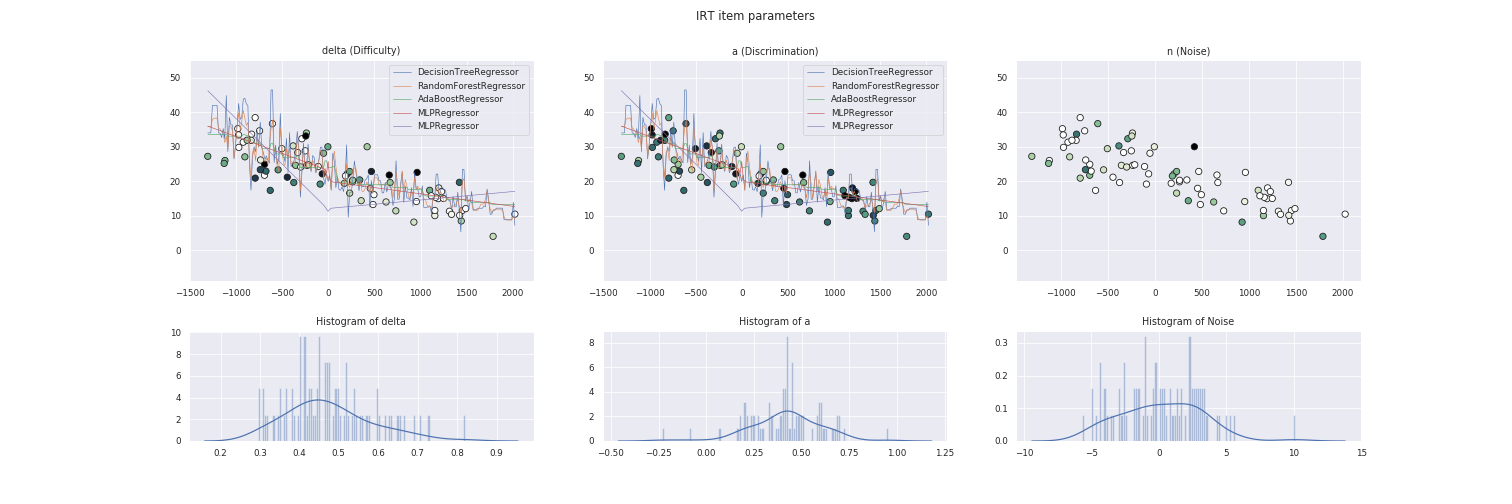 IRT item parameters
delta (Difficulty)
a (Discrimination)
n (Noise)
50
40
30
20
10
0
DecisionTreeRegressor
RandomForestRegressor
AdaBoostRegressor
MLPRegressor
MLPRegressor
−1500 −1000 −500 0 500 1000 1500 2000
50
40
30
20
10
0
DecisionTreeRegressor
RandomForestRegressor
AdaBoostRegressor
MLPRegressor
MLPRegressor
−1500 −1000 −500 0 500 1000 1500 2000
50
40
30
20
10
0
−1000 −500 0 500 1000 1500 2000
Histogram of delta
10
8
6
4
2
0
0.2 0.3 0.4 0.5 0.6 0.7 0.8 0.9
Histogram of a
8
6
4
2
0
−0.50 −0.25 0.00 0.25 0.50 0.75 1.00 1.25
Histogram of Noise
0.3
0.2
0.1
0.0
−10 −5 0 5 10 15